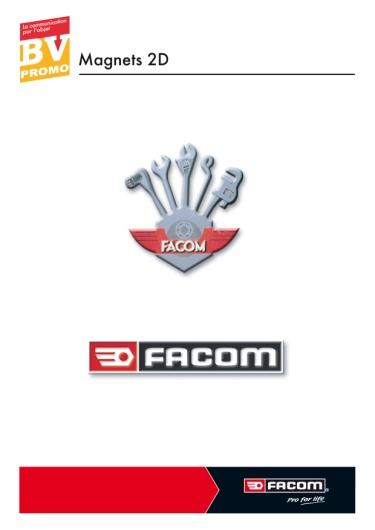 La communication
par l'objet
BV
PROMO
Magnets 2D
FACOM
FACOM
FACOM®
Pro for life